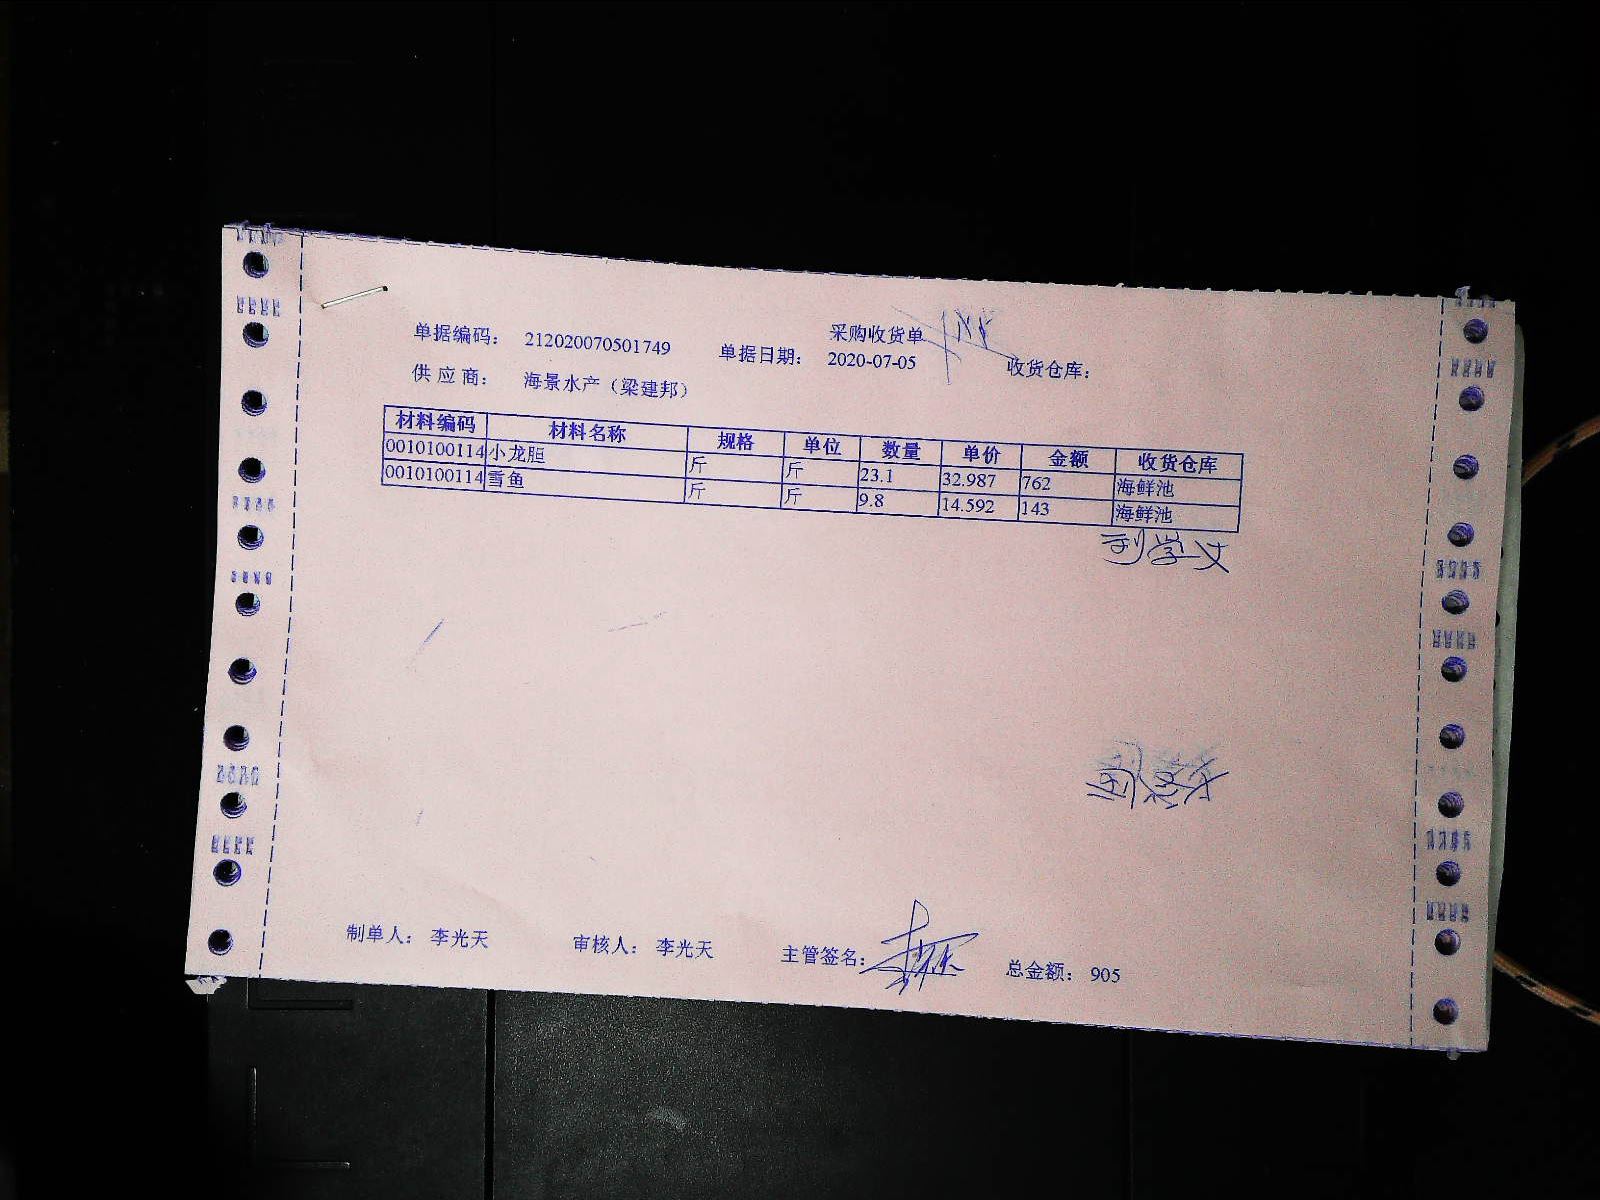 采购收货单
单据编码： 212020070501749 单据日期： 2020-07-05 收货仓库：
供 应 商： 海景水产（梁建邦）
材料编码 材料名称 规格 单位 数量 单价 金额 收货仓库
0010100114 小龙胆 斤 斤 23.1 32.987 762 海鲜池
0010100114 雪鱼 斤 斤 9.8 14.592 143 海鲜池
制单人： 李光天 审核人： 李光天 主管签名： 总金额： 905